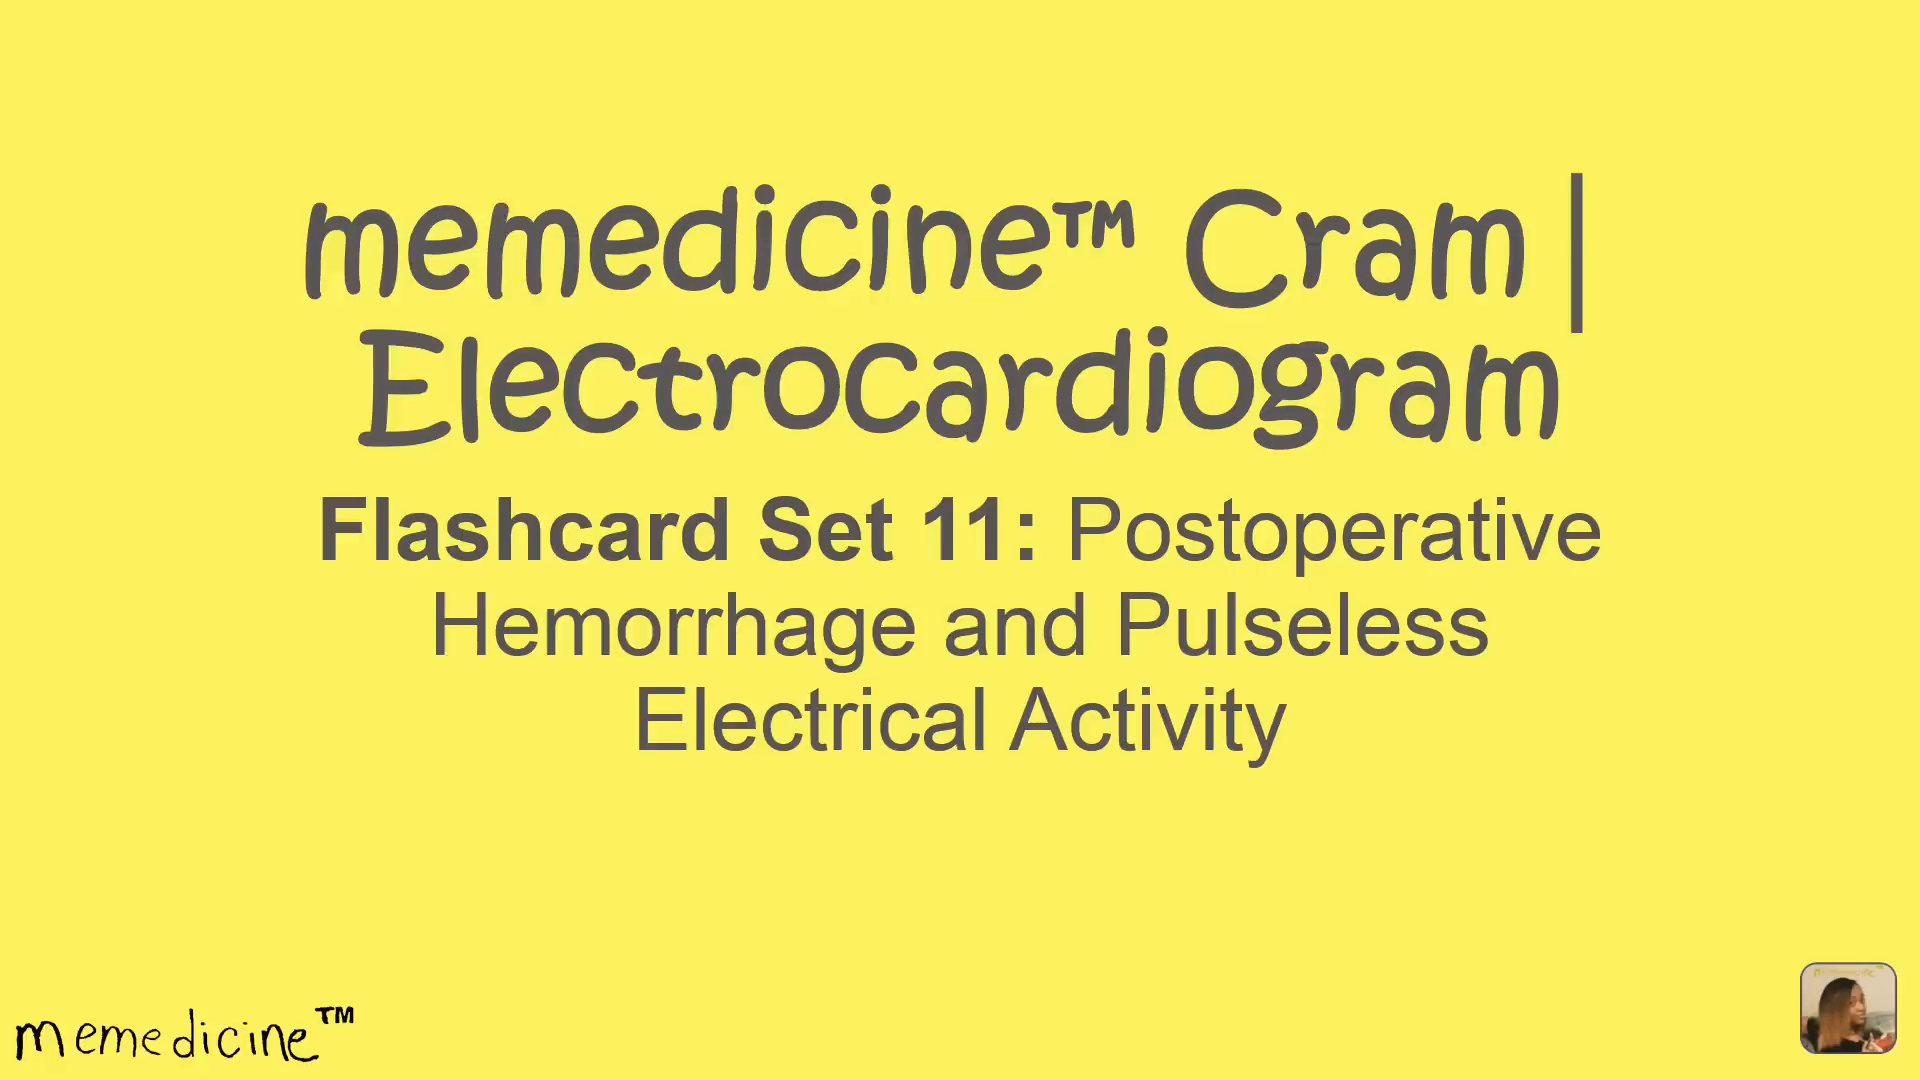 memedicine™ Cram |
Electrocardiogram
Flashcard Set 11: Postoperative
Hemorrhage and Pulseless
Electrical Activity
memedicine™